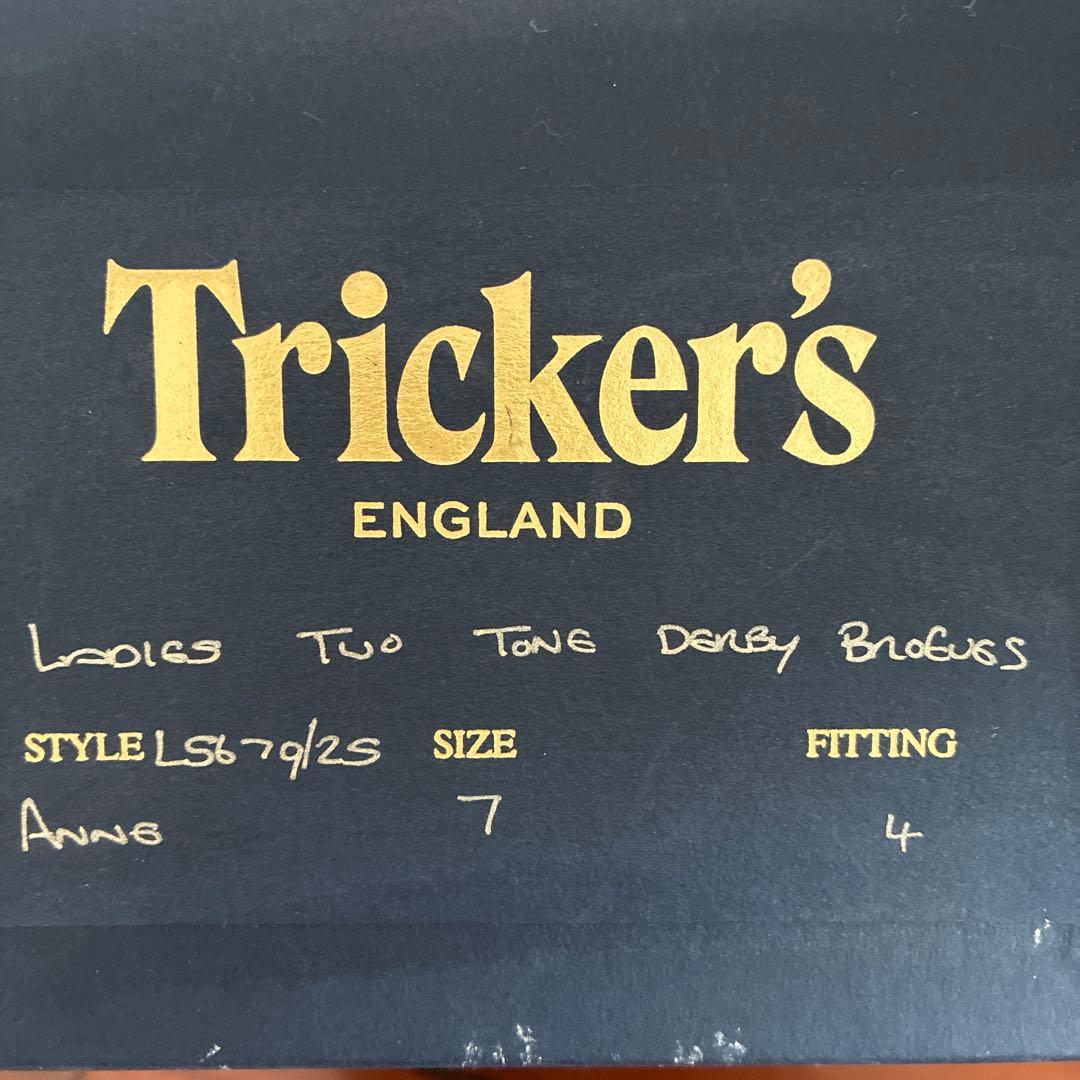 Tricker's
ENGLAND
LADIES TWO TONE DERBY BROGUES
STYLE L5679/25 SIZE FITTING
ANNE 7 4